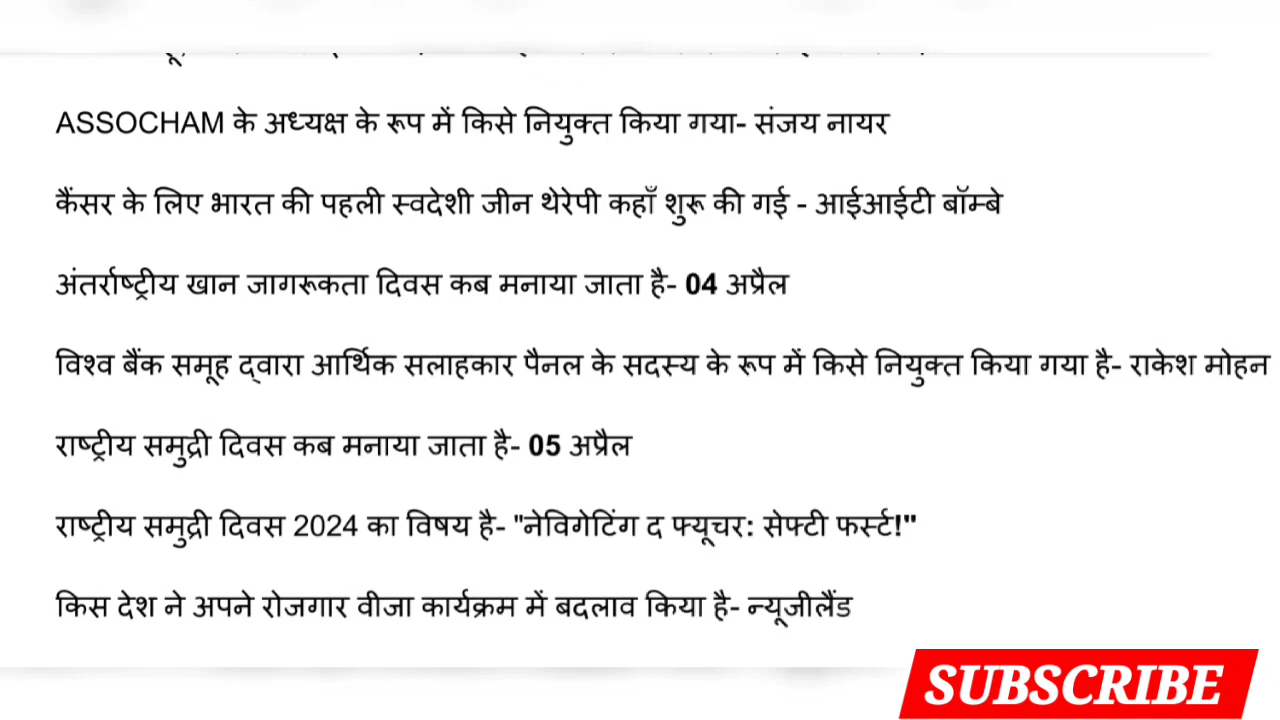 ASSOCHAM के अध्यक्ष के रूप में किसे नियुक्त किया गया- संजय नायर
कैंसर के लिए भारत की पहली स्वदेशी जीन थेरेपी कहाँ शुरू की गई - आईआईटी बॉम्बे
अंतर्राष्ट्रीय खान जागरूकता दिवस कब मनाया जाता है- 04 अप्रैल
विश्व बैंक समूह द्वारा आर्थिक सलाहकार पैनल के सदस्य के रूप में किसे नियुक्त किया गया है- राकेश मोहन
राष्ट्रीय समुद्री दिवस कब मनाया जाता है- 05 अप्रैल
राष्ट्रीय समुद्री दिवस 2024 का विषय है- "नेविगेटिंग द फ्यूचर: सेफ्टी फर्स्ट!"
किस देश ने अपने रोजगार वीजा कार्यक्रम में बदलाव किया है- न्यूजीलैंड
SUBSCRIBE